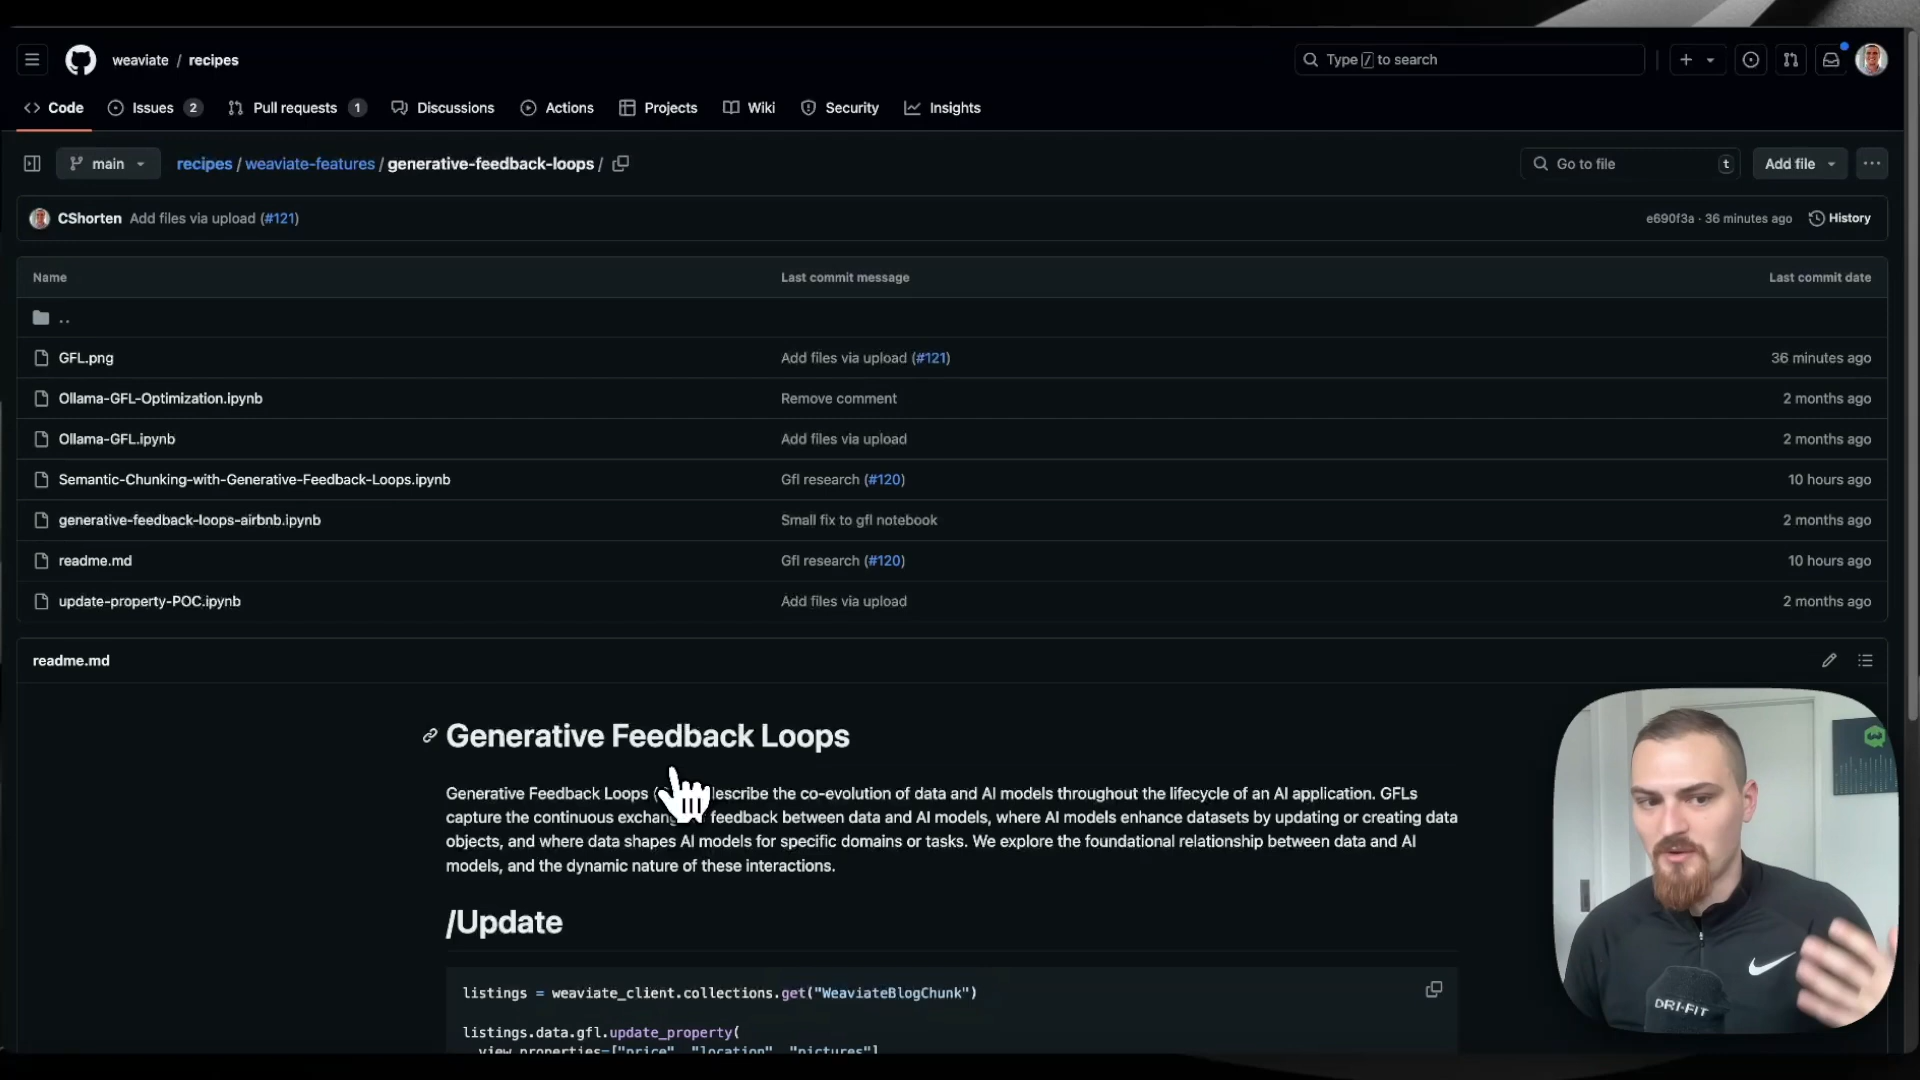 weaviate / recipes
Type / to search
Code
Issues 2
Pull requests 1
Discussions
Actions
Projects
Wiki
Security
Insights
main
recipes / weaviate-features / generative-feedback-loops /
Go to file t
Add file
CShorten Add files via upload (#121)
e690f3a · 36 minutes ago
History
Name Last commit message Last commit date
..
GFL.png Add files via upload (#121) 36 minutes ago
Ollama-GFL-Optimization.ipynb Remove comment 2 months ago
Ollama-GFL.ipynb Add files via upload 2 months ago
Semantic-Chunking-with-Generative-Feedback-Loops.ipynb Gfl research (#120) 10 hours ago
generative-feedback-loops-airbnb.ipynb Small fix to gfl notebook 2 months ago
readme.md Gfl research (#120) 10 hours ago
update-property-POC.ipynb Add files via upload 2 months ago
readme.md
Generative Feedback Loops
Generative Feedback Loops describe the co-evolution of data and AI models throughout the lifecycle of an AI application. GFLs
capture the continuous feedback between data and AI models, where AI models enhance datasets by updating or creating data
objects, and where data shapes AI models for specific domains or tasks. We explore the foundational relationship between data and AI
models, and the dynamic nature of these interactions.
/Update
listings = weaviate_client.collections.get("WeaviateBlogChunk")
listings.data.gfl.update_property(
view_properties=["price", "location", "pictures"]
DRI-FIT